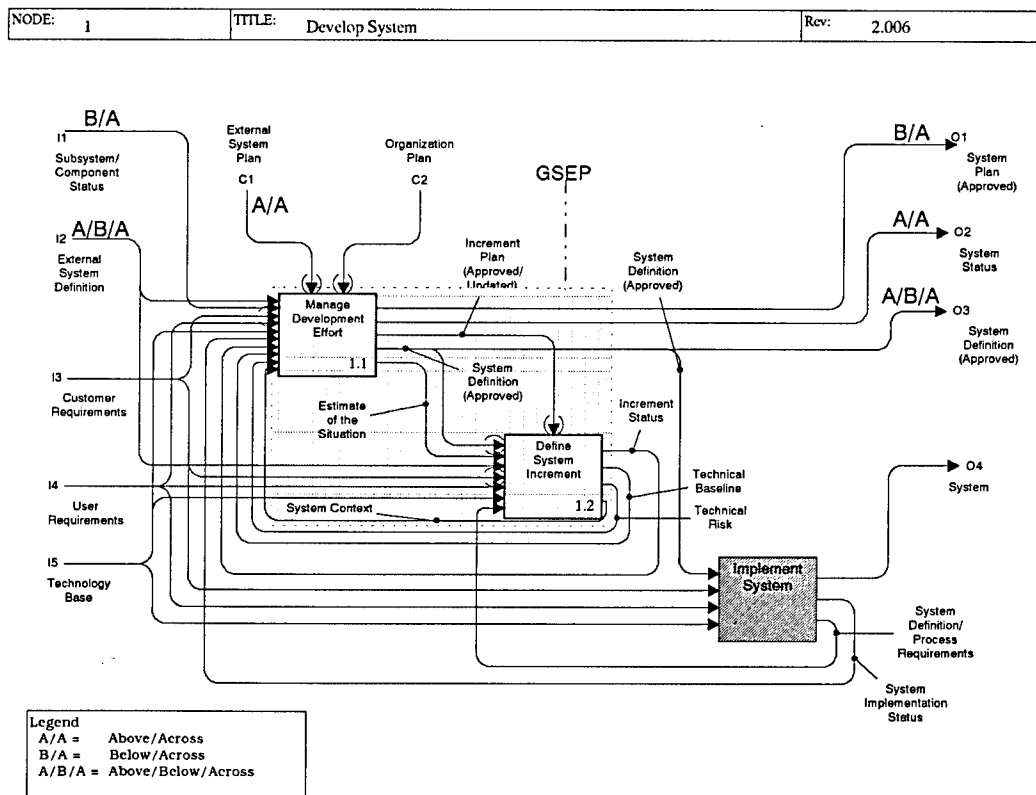 NODE: 1 TITLE: Develop System Rev: 2.006
B/A
I1
Subsystem/
Component
Status
External
System
Plan
C1
A/A
Organization
Plan
C2
GSEP
B/A
O1
System
Plan
(Approved)
A/B/A
I2
External
System
Definition
Increment
Plan
(Approved/
Updated)
System
Definition
(Approved)
A/A
O2
System
Status
A/B/A
O3
System
Definition
(Approved)
Manage
Development
Effort
1.1
I3
Customer
Requirements
System
Definition
(Approved)
Estimate
of the
Situation
Increment
Status
Define
System
Increment
1.2
O4
System
Technical
Baseline
Technical
Risk
I4
User
Requirements
System Context
I5
Technology
Base
Implement
System
System
Definition/
Process
Requirements
System
Implementation
Status
Legend
A/A = Above/Across
B/A = Below/Across
A/B/A = Above/Below/Across